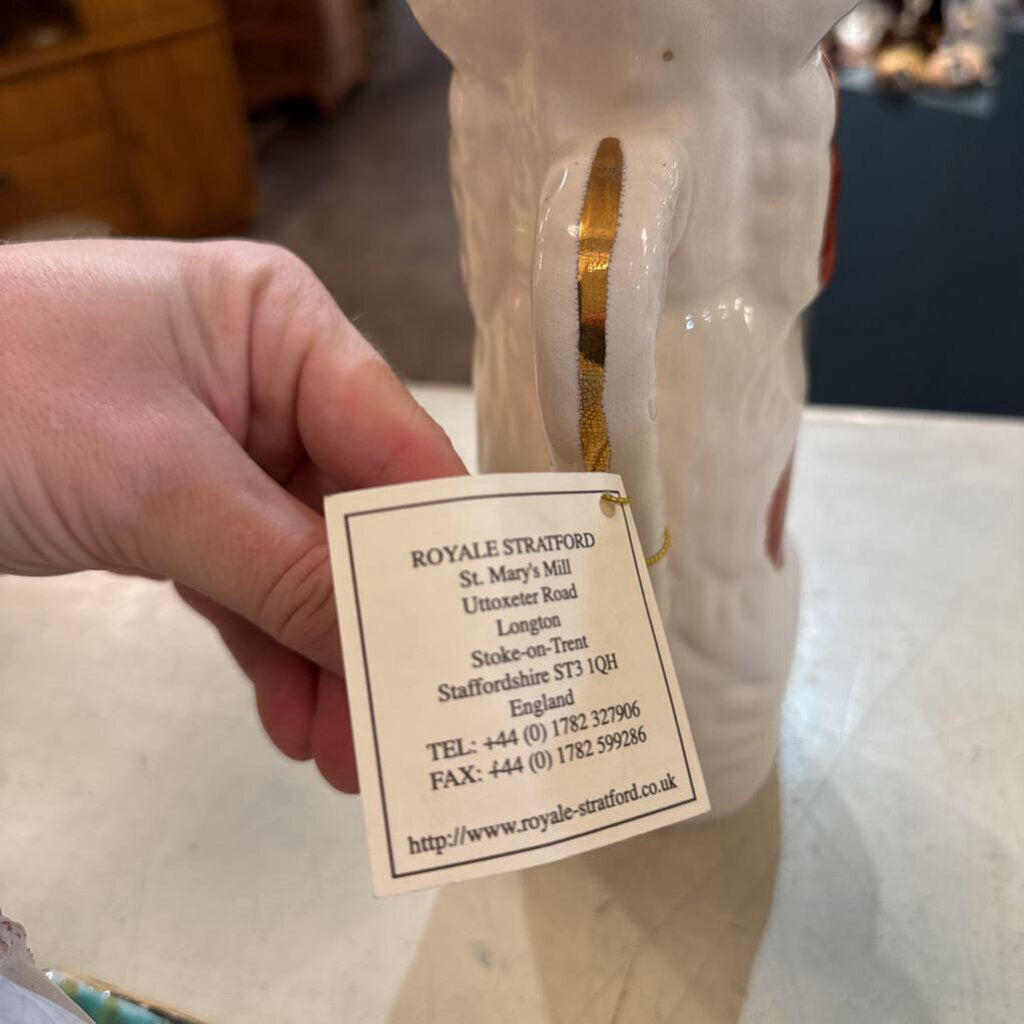 ROYALE STRATFORD
St. Mary's Mill
Uttoxeter Road
Longton
Stoke-on-Trent
Staffordshire ST3 1QH
England
TEL: +44 (0) 1782 327906
FAX: +44 (0) 1782 599286
http://www.royale-stratford.co.uk